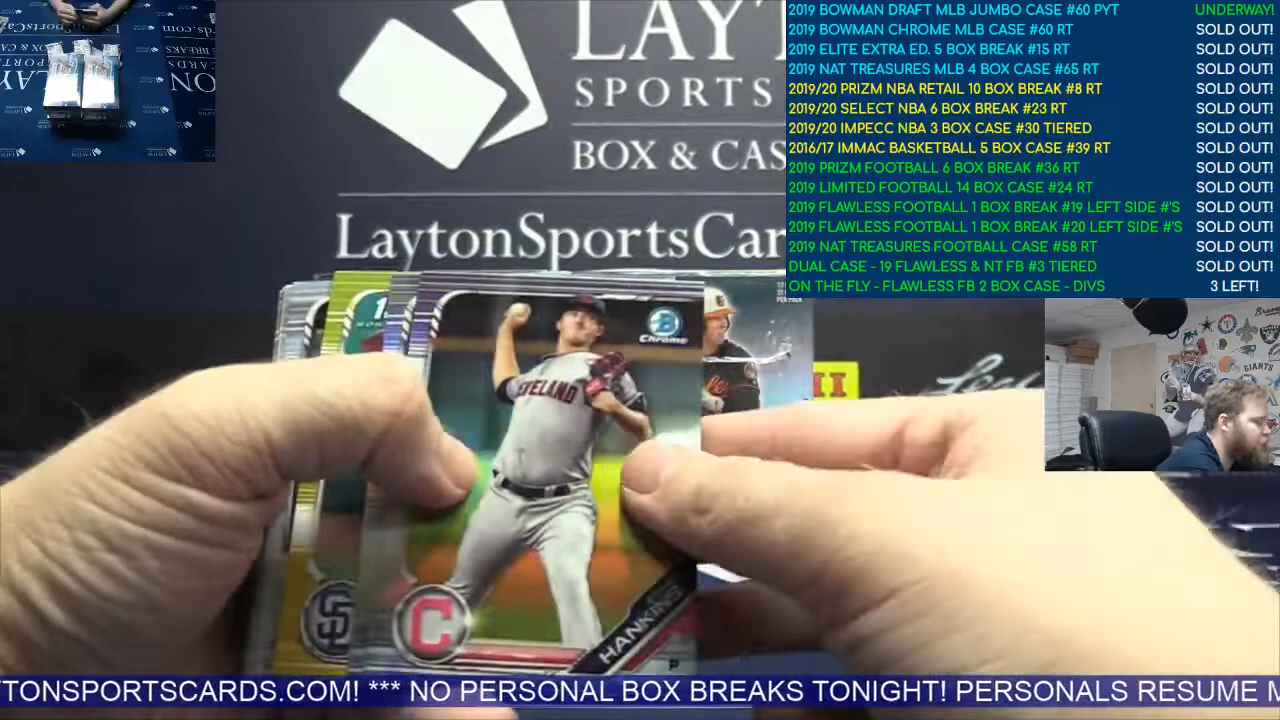 LAYT
SPORTS
BOX & CAS
LaytonSportsCar
2019 BOWMAN DRAFT MLB JUMBO CASE #60 PYT UNDERWAY!
2019 BOWMAN CHROME MLB CASE #60 RT SOLD OUT!
2019 ELITE EXTRA ED. 5 BOX BREAK #15 RT SOLD OUT!
2019 NAT TREASURES MLB 4 BOX CASE #65 RT SOLD OUT!
2019/20 PRIZM NBA RETAIL 10 BOX BREAK #8 RT SOLD OUT!
2019/20 SELECT NBA 6 BOX BREAK #23 RT SOLD OUT!
2019/20 IMPECC NBA 3 BOX CASE #30 TIERED SOLD OUT!
2016/17 IMMAC BASKETBALL 5 BOX CASE #39 RT SOLD OUT!
2019 PRIZM FOOTBALL 6 BOX BREAK #36 RT SOLD OUT!
2019 LIMITED FOOTBALL 14 BOX CASE #24 RT SOLD OUT!
2019 FLAWLESS FOOTBALL 1 BOX BREAK #19 LEFT SIDE #'S SOLD OUT!
2019 FLAWLESS FOOTBALL 1 BOX BREAK #20 LEFT SIDE #'S SOLD OUT!
2019 NAT TREASURES FOOTBALL CASE #58 RT SOLD OUT!
DUAL CASE - 19 FLAWLESS & NT FB #3 TIERED SOLD OUT!
ON THE FLY - FLAWLESS FB 2 BOX CASE - DIVS 3 LEFT!
B
Chrome
EVELAND
C
HANKINS
P
SD
GIANTS
YTONSPORTSCARDS.COM! *** NO PERSONAL BOX BREAKS TONIGHT! PERSONALS RESUME M